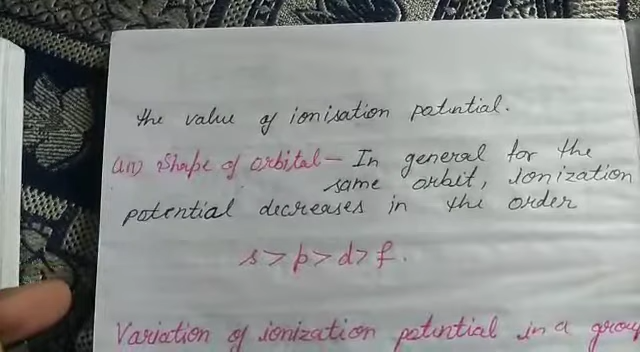 the value of ionisation potential.
(iii) Shape of orbital - In general for the
same orbit, ionization
potential decreases in the order
s > p > d > f.
Variation of ionization potential in a group